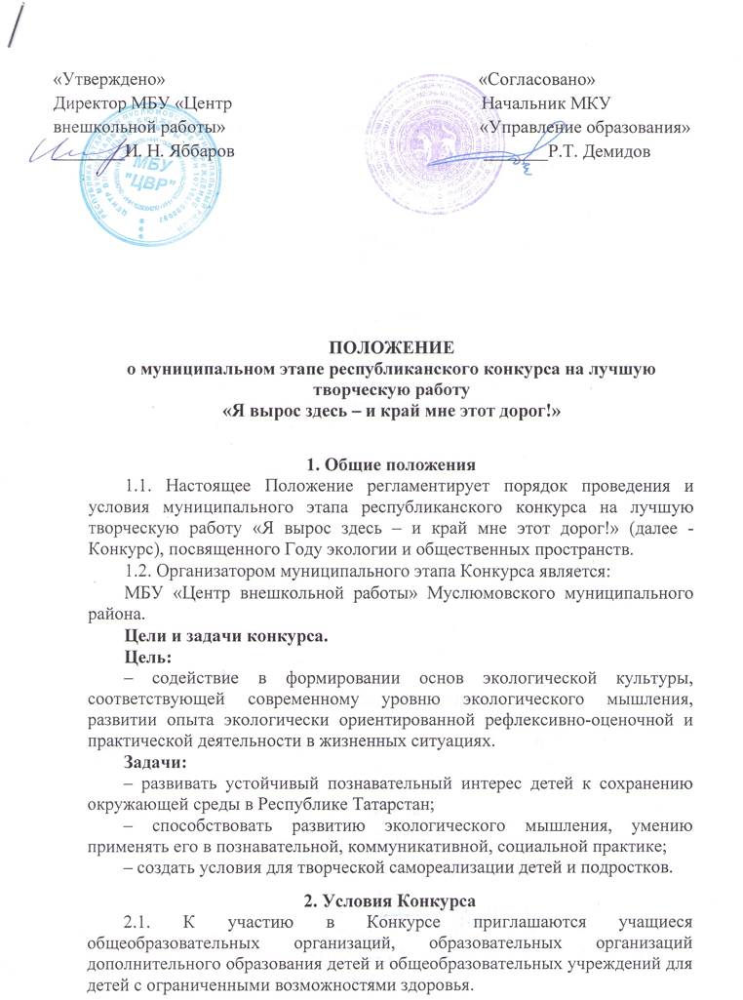 «Утверждено»
Директор МБУ «Центр
внешкольной работы»
И. Н. Яббаров
«Согласовано»
Начальник МКУ
«Управление образования»
Р.Т. Демидов
МБУ
"ЦВР"
ПОЛОЖЕНИЕ
о муниципальном этапе республиканского конкурса на лучшую
творческую работу
«Я вырос здесь – и край мне этот дорог!»
1. Общие положения
1.1. Настоящее Положение регламентирует порядок проведения и
условия муниципального этапа республиканского конкурса на лучшую
творческую работу «Я вырос здесь – и край мне этот дорог!» (далее -
Конкурс), посвященного Году экологии и общественных пространств.
1.2. Организатором муниципального этапа Конкурса является:
МБУ «Центр внешкольной работы» Муслюмовского муниципального
района.
Цели и задачи конкурса.
Цель:
– содействие в формировании основ экологической культуры,
соответствующей современному уровню экологического мышления,
развитии опыта экологически ориентированной рефлексивно-оценочной и
практической деятельности в жизненных ситуациях.
Задачи:
– развивать устойчивый познавательный интерес детей к сохранению
окружающей среды в Республике Татарстан;
– способствовать развитию экологического мышления, умению
применять его в познавательной, коммуникативной, социальной практике;
– создать условия для творческой самореализации детей и подростков.
2. Условия Конкурса
2.1. К участию в Конкурсе приглашаются учащиеся
общеобразовательных организаций, образовательных организаций
дополнительного образования детей и общеобразовательных учреждений для
детей с ограниченными возможностями здоровья.